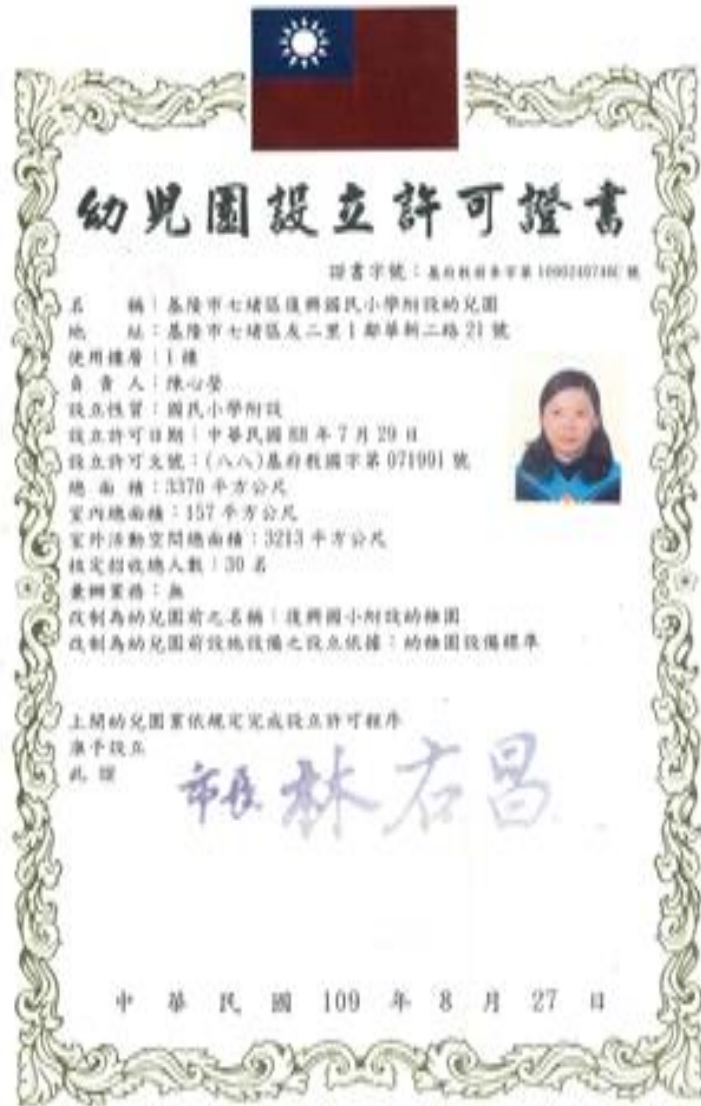 幼兒園設立許可證書
證書字號：基府教前參字第1090240746C號
名　　稱：基隆市七堵區復興國民小學附設幼兒園
地　　址：基隆市七堵區友二里1鄰華新二路21號
使用樓層：1樓
負 責 人：陳心瑩
設立性質：國民小學附設
設立許可日期：中華民國88年7月29日
設立許可文號：(八八)基府教國字第071991號
總 面 積：3370平方公尺
室內總面積：157平方公尺
室外活動空間總面積：3213平方公尺
核定招收總人數：30名
兼辦業務：無
改制為幼兒園前之名稱：復興國小附設幼稚園
改制為幼兒園前設施設備之設立依據：幼稚園設備標準
上開幼兒園業依規定完成設立許可程序
准予設立
此 證
市長 林右昌
中華民國109年8月27日